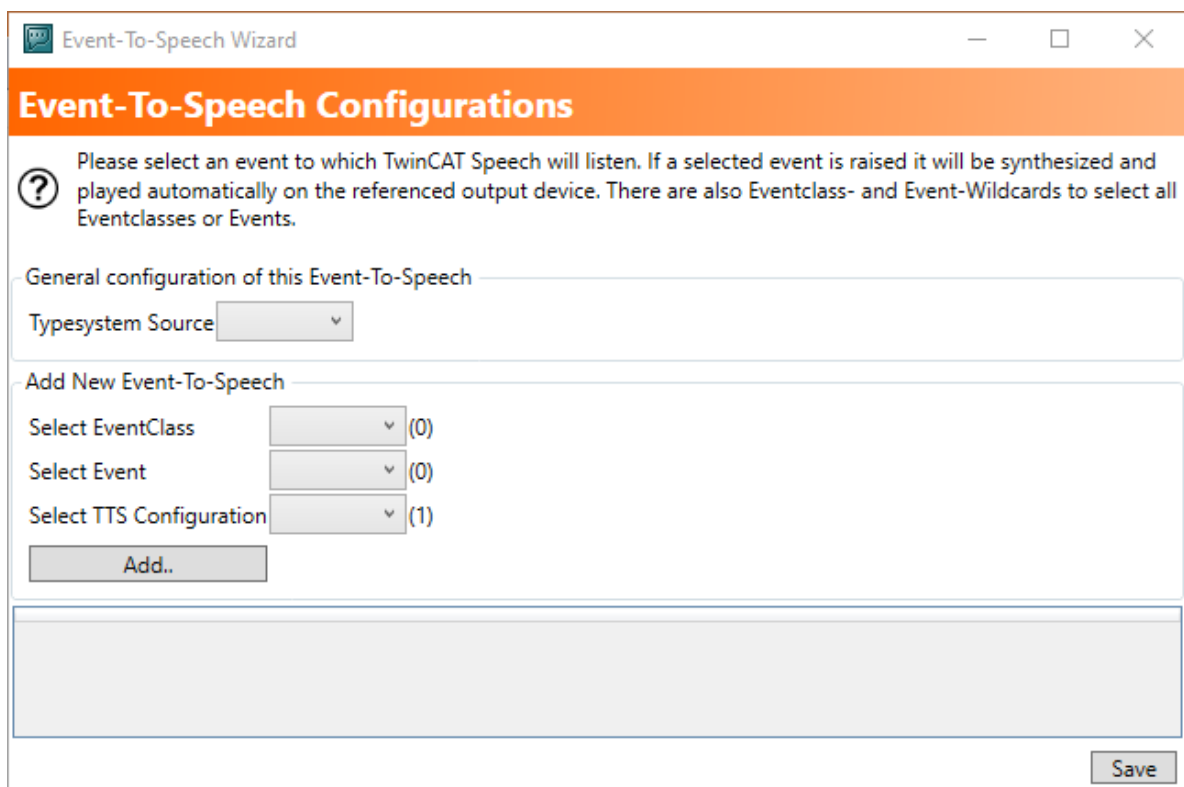 Event-To-Speech Wizard
Event-To-Speech Configurations
Please select an event to which TwinCAT Speech will listen. If a selected event is raised it will be synthesized and
played automatically on the referenced output device. There are also Eventclass- and Event-Wildcards to select all
Eventclasses or Events.
General configuration of this Event-To-Speech
Typesystem Source
Add New Event-To-Speech
Select EventClass (0)
Select Event (0)
Select TTS Configuration (1)
Add..
Save